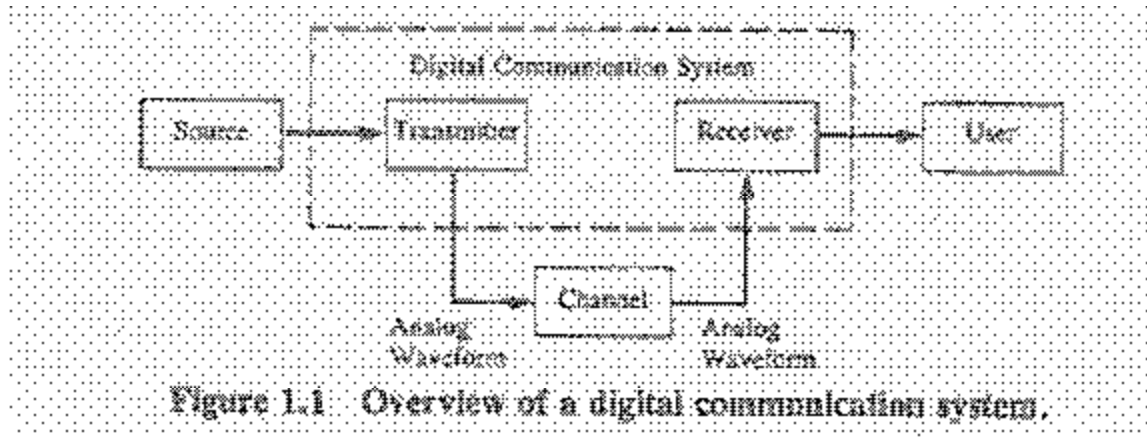 Digital Communication System
Source
Transmitter
Receiver
User
Channel
Analog
Waveform
Analog
Waveform
Figure 1.1 Overview of a digital communication system.